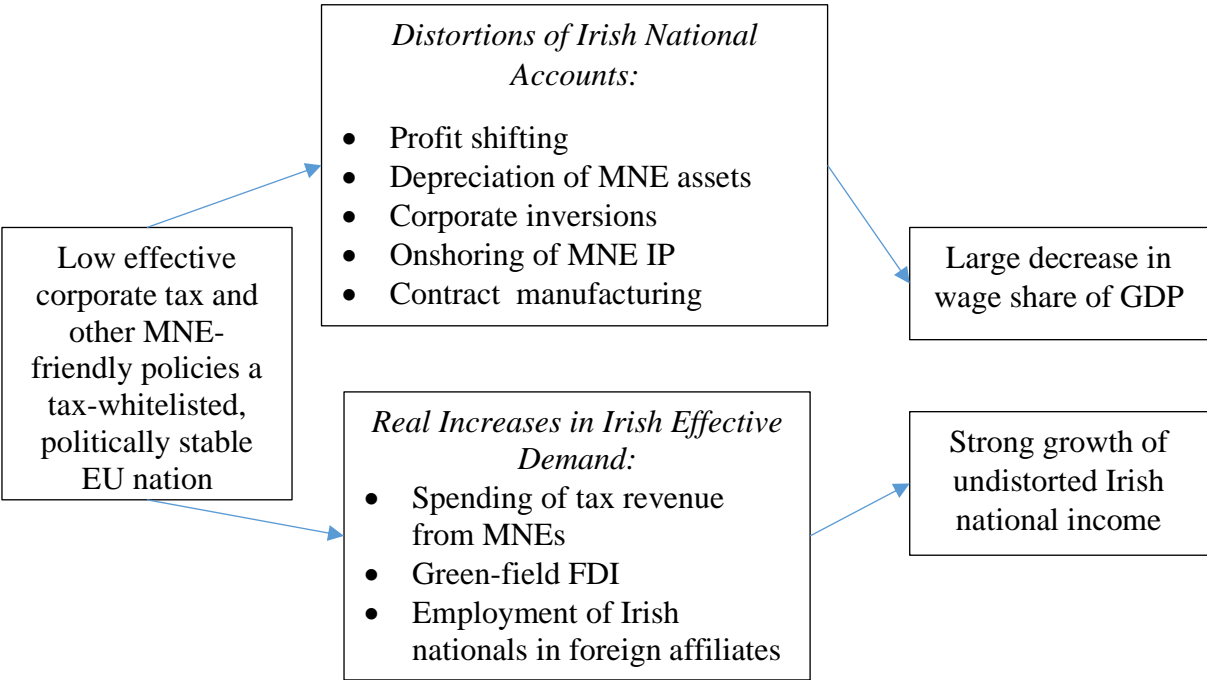 Distortions of Irish National
Accounts:
• Profit shifting
• Depreciation of MNE assets
• Corporate inversions
• Onshoring of MNE IP
• Contract  manufacturing
Low effective
corporate tax and
other MNE-
friendly policies a
tax-whitelisted,
politically stable
EU nation
Large decrease in
wage share of GDP
Real Increases in Irish Effective
Demand:
• Spending of tax revenue
from MNEs
• Green-field FDI
• Employment of Irish
nationals in foreign affiliates
Strong growth of
undistorted Irish
national income